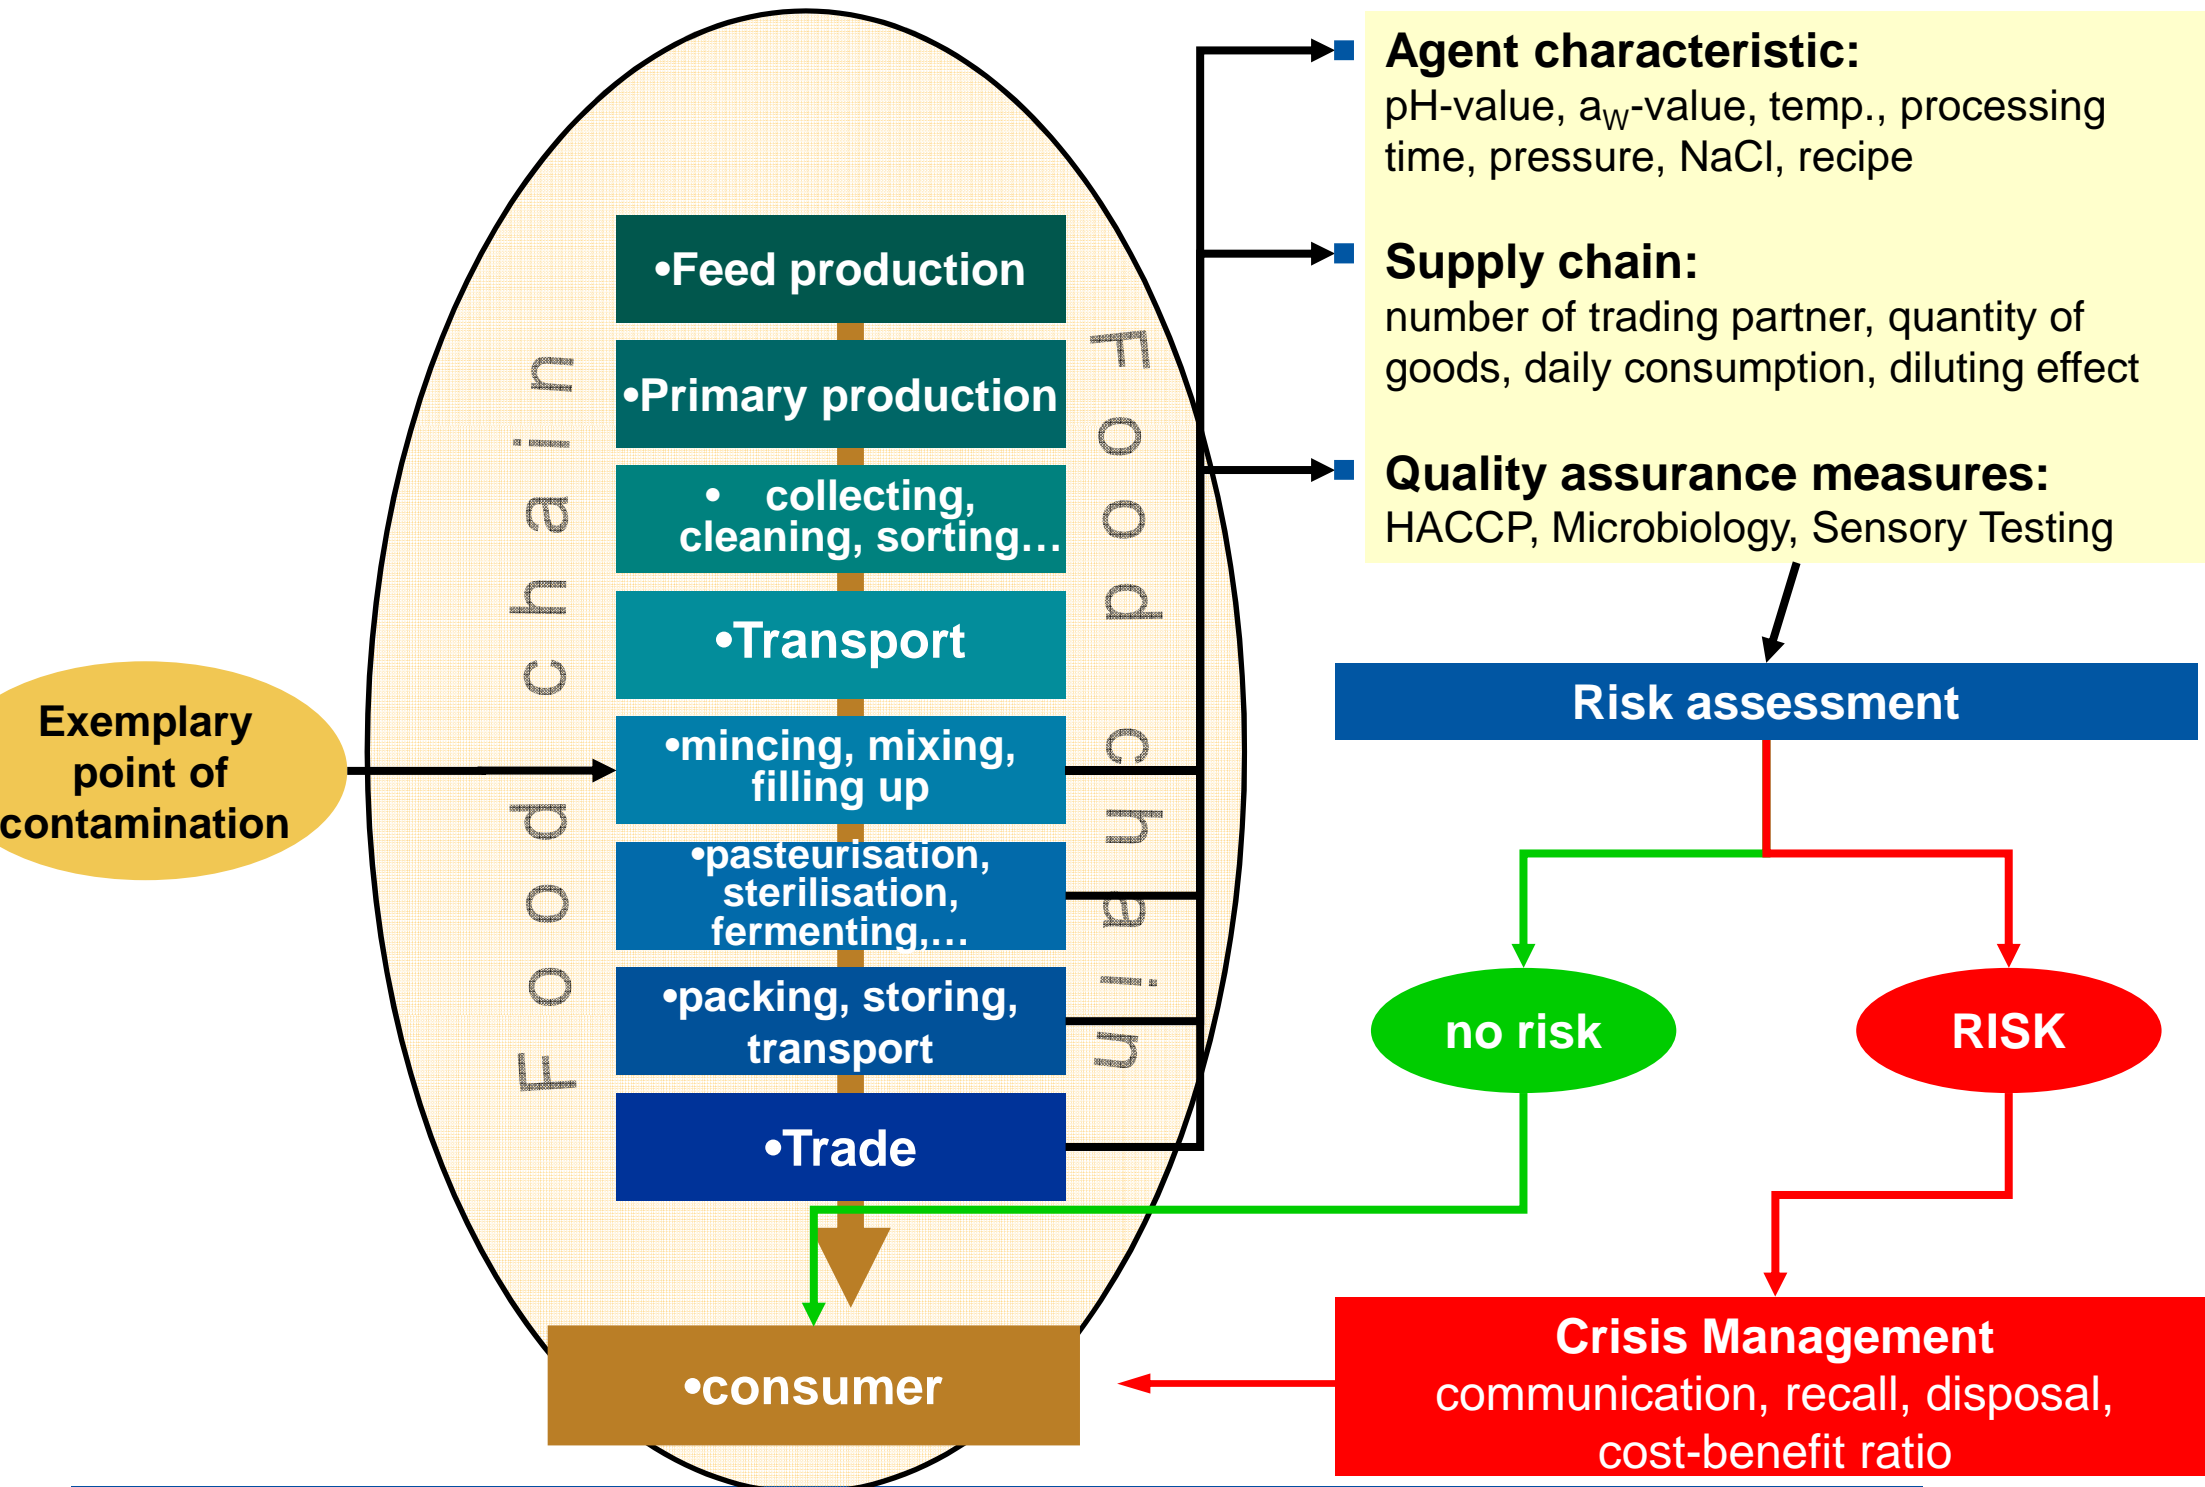 •Feed production
•Primary production
• collecting,
cleaning, sorting…
•Transport
•mincing, mixing,
filling up
•pasteurisation,
sterilisation,
fermenting,…
•packing, storing,
transport
•Trade
•consumer
Food chain
Food chain
Exemplary
point of
contamination
Agent characteristic:
pH-value, aW-value, temp., processing
time, pressure, NaCl, recipe
Supply chain:
number of trading partner, quantity of
goods, daily consumption, diluting effect
Quality assurance measures:
HACCP, Microbiology, Sensory Testing
Risk assessment
no risk
RISK
Crisis Management
communication, recall, disposal,
cost-benefit ratio